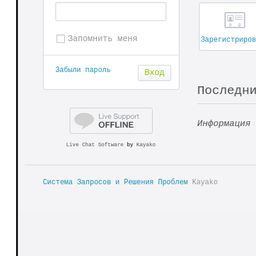 Запомнить меня
Зарегистриров
Забыли пароль
Вход
Последни
Live Support
OFFLINE
Информация
Live Chat Software by Kayako
Система Запросов и Решения Проблем Kayako